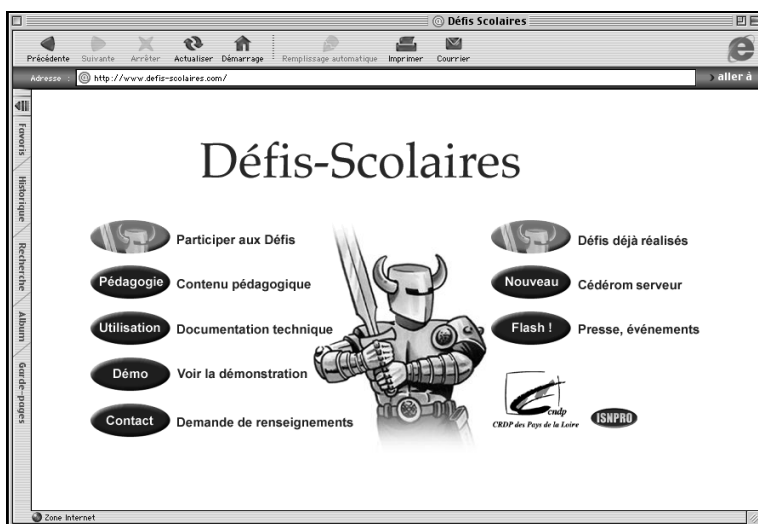 @ Défis Scolaires
Précédente Suivante Arrêter Actualiser Démarrage Remplissage automatique Imprimer Courrier
Adresse : @ http://www.defis-scolaires.com/ › aller à
Favoris
Historique
Recherche
Album
Garde-pages
Défis-Scolaires
Participer aux Défis
Pédagogie Contenu pédagogique
Utilisation Documentation technique
Démo Voir la démonstration
Contact Demande de renseignements
Défis déjà réalisés
Nouveau Cédérom serveur
Flash ! Presse, événements
cndp
CRDP des Pays de la Loire
ISNPRO
Zone Internet